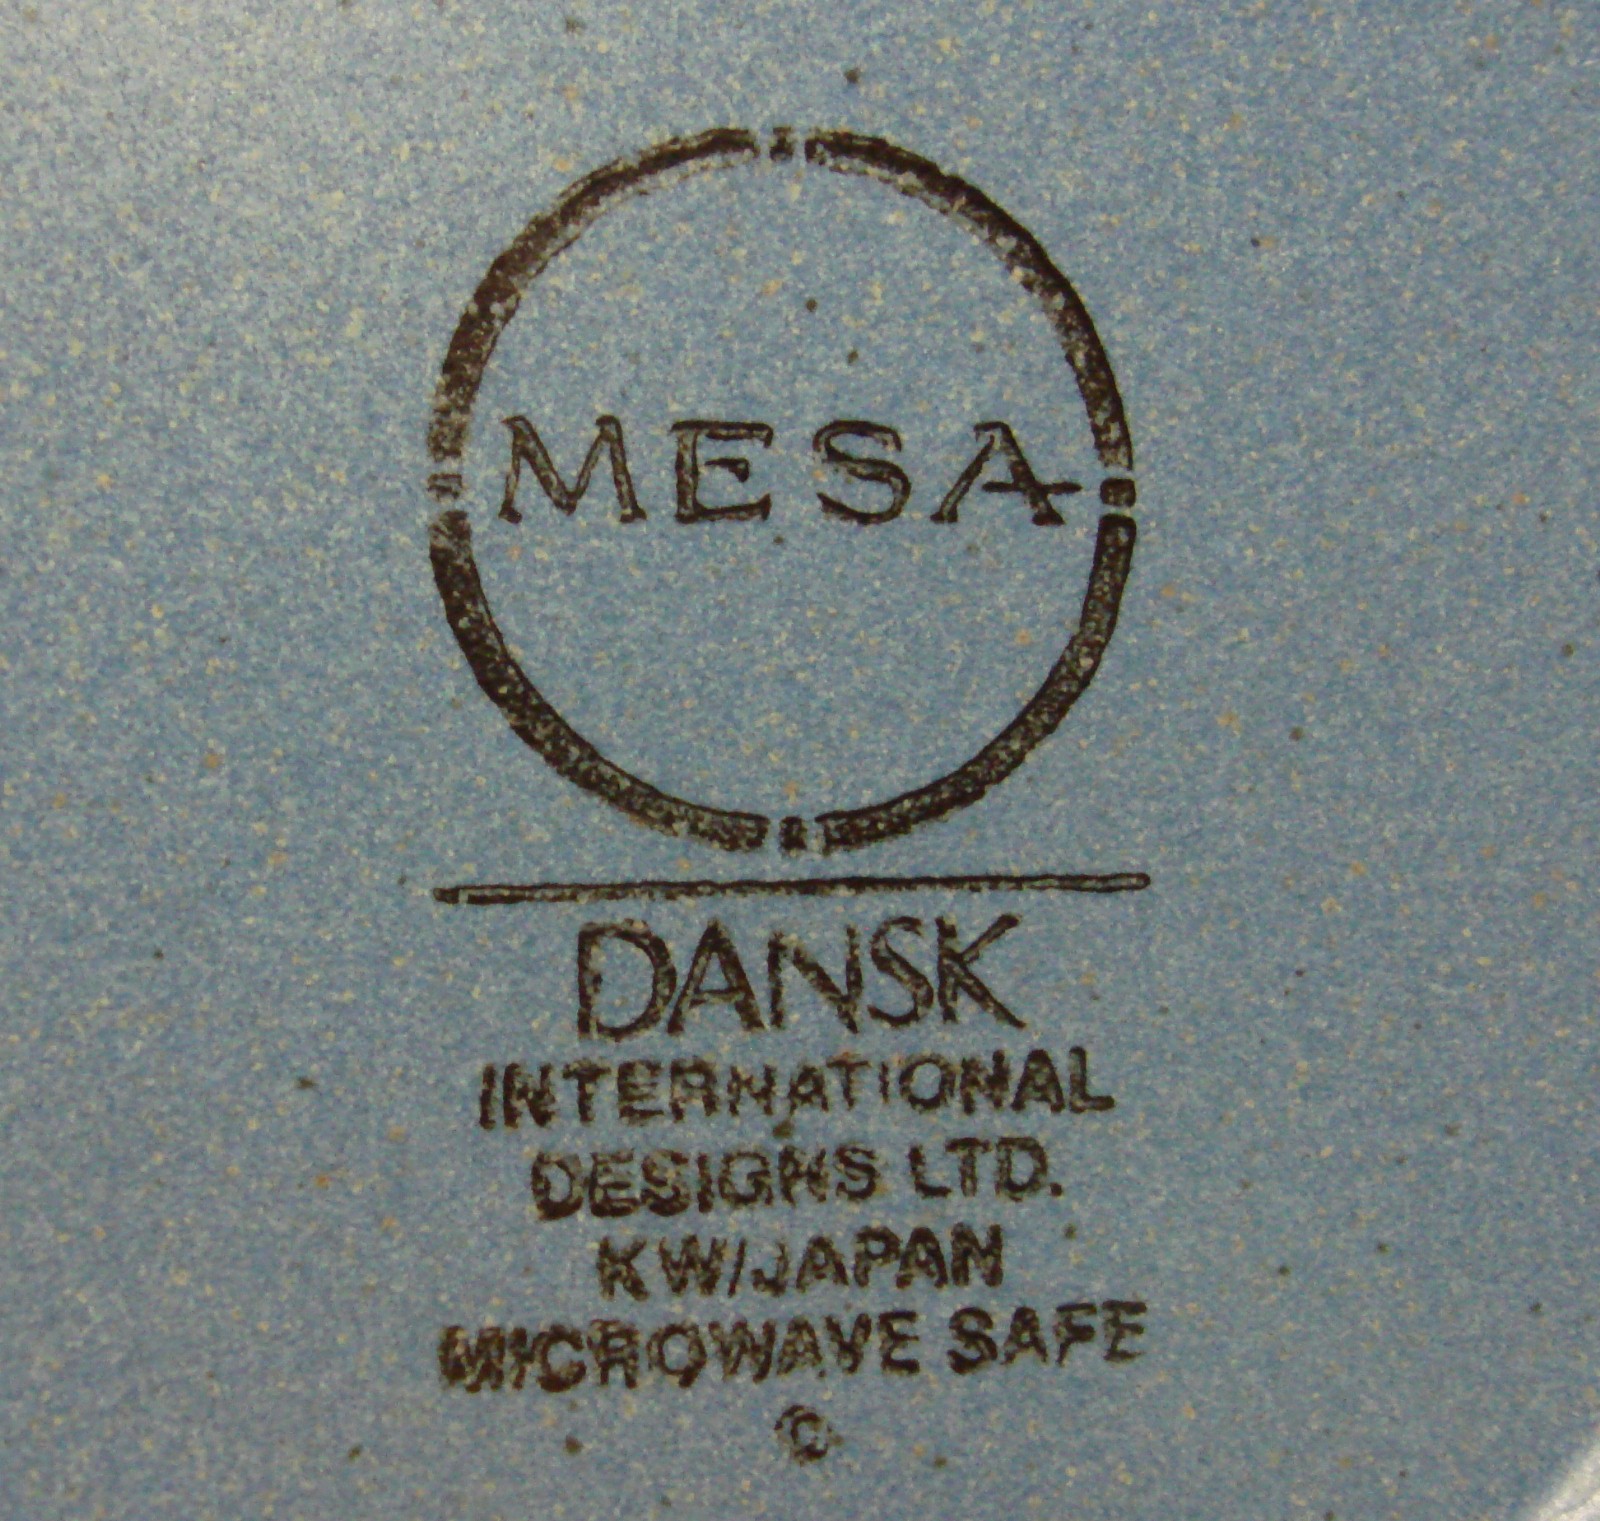 MESA
DANSK
INTERNATIONAL
DESIGNS LTD.
KW/JAPAN
MICROWAVE SAFE
©